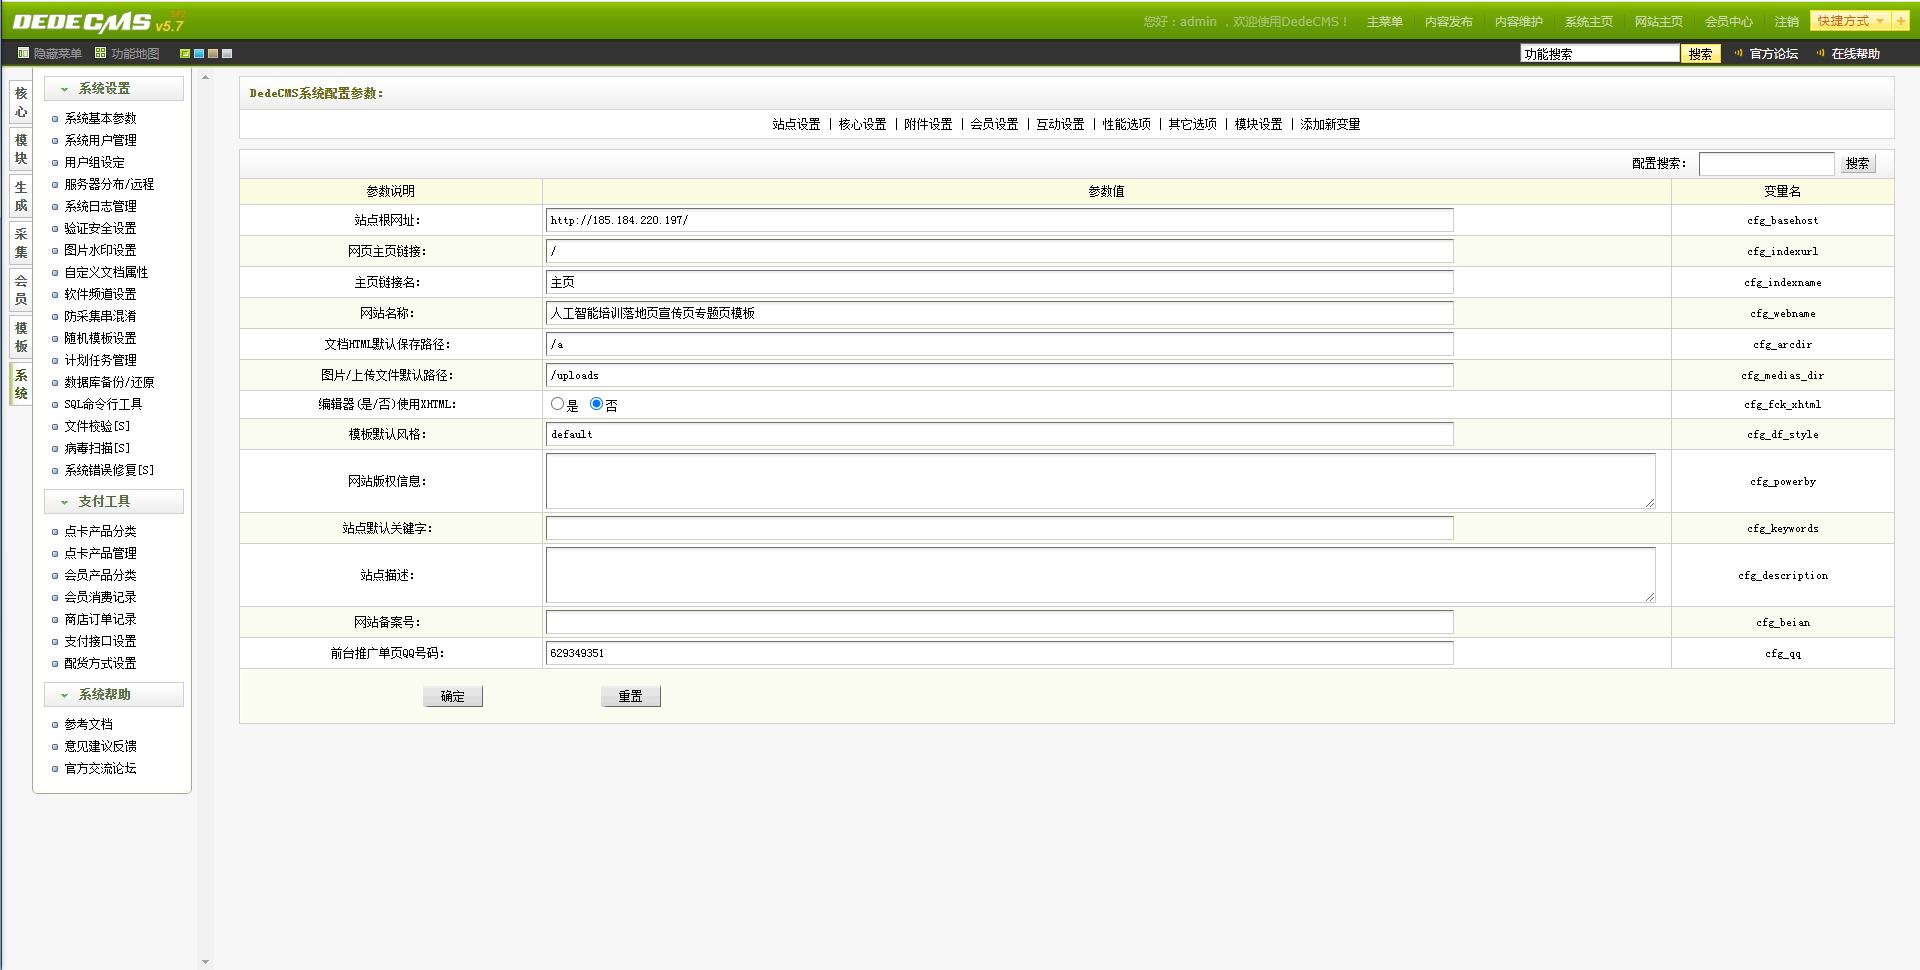 DEDECMS v5.7 SP2
您好：admin ，欢迎使用DedeCMS！ 主菜单 内容发布 内容维护 系统主页 网站主页 会员中心 注销 快捷方式 +
隐藏菜单 功能地图
功能搜索 搜索 官方论坛 在线帮助
核心
模块
生成
采集
会员
模板
系统
系统设置
系统基本参数
系统用户管理
用户组设定
服务器分布/远程
系统日志管理
验证安全设置
图片水印设置
自定义文档属性
软件频道设置
防采集串混淆
随机模板设置
计划任务管理
数据库备份/还原
SQL命令行工具
文件校验[S]
病毒扫描[S]
系统错误修复[S]
支付工具
点卡产品分类
点卡产品管理
会员产品分类
会员消费记录
商店订单记录
支付接口设置
配货方式设置
系统帮助
参考文档
意见建议反馈
官方交流论坛
DedeCMS系统配置参数：
站点设置 | 核心设置 | 附件设置 | 会员设置 | 互动设置 | 性能选项 | 其它选项 | 模块设置 | 添加新变量
配置搜索： 搜索
参数说明 参数值 变量名
站点根网址： http://185.184.220.197/ cfg_basehost
网页主页链接： / cfg_indexurl
主页链接名： 主页 cfg_indexname
网站名称： 人工智能培训落地页宣传页专题页模板 cfg_webname
文档HTML默认保存路径： /a cfg_arcdir
图片/上传文件默认路径： /uploads cfg_medias_dir
编辑器(是/否)使用XHTML： 是 否 cfg_fck_xhtml
模板默认风格： default cfg_df_style
网站版权信息： cfg_powerby
站点默认关键字： cfg_keywords
站点描述： cfg_description
网站备案号： cfg_beian
前台推广单页QQ号码： 629349351 cfg_qq
确定 重置